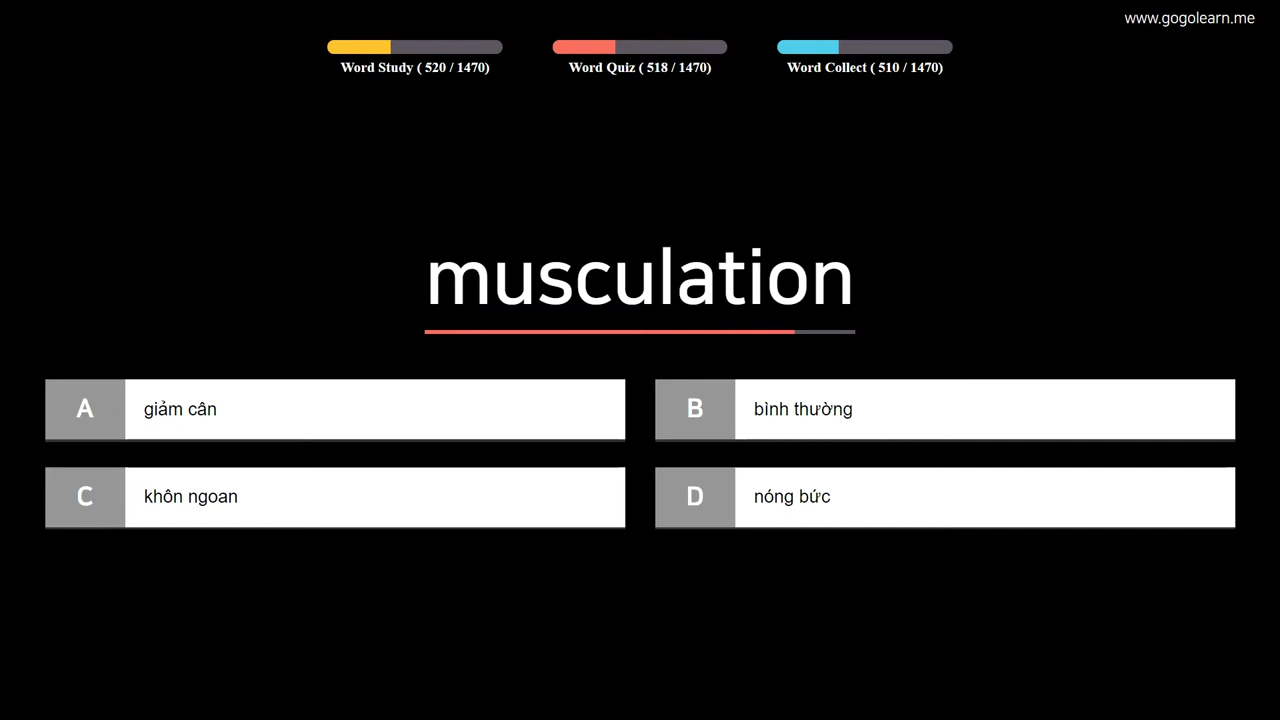 www.gogolearn.me
Word Study ( 520 / 1470)
Word Quiz ( 518 / 1470)
Word Collect ( 510 / 1470)
musculation
A giảm cân
B bình thường
C khôn ngoan
D nóng bức